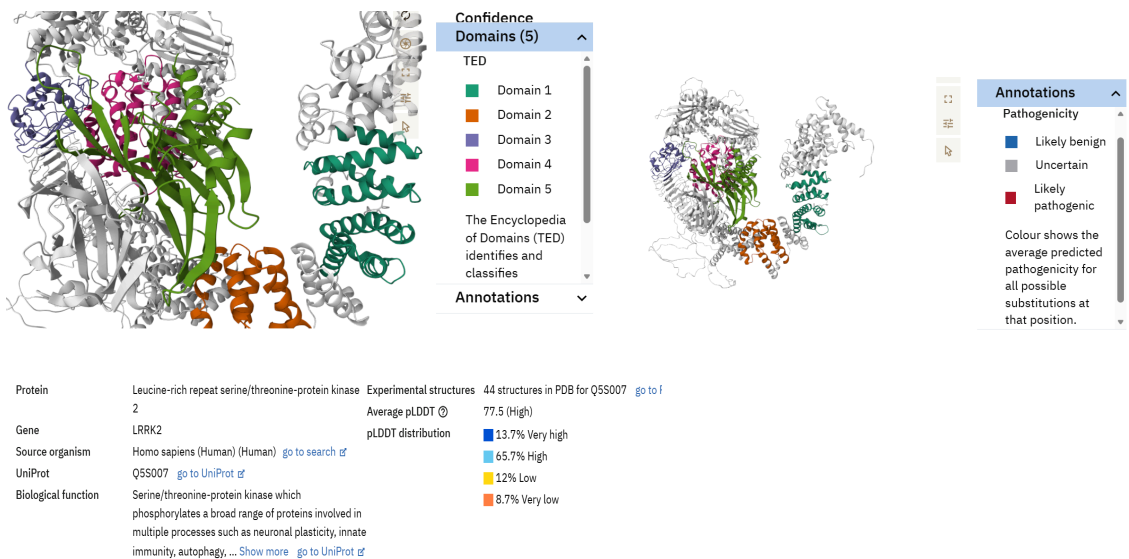 Confidence
Domains (5)
TED
Domain 1
Domain 2
Domain 3
Domain 4
Domain 5
The Encyclopedia
of Domains (TED)
identifies and
classifies
Annotations
Annotations
Pathogenicity
Likely benign
Uncertain
Likely
pathogenic
Colour shows the
average predicted
pathogenicity for
all possible
substitutions at
that position.
Protein Leucine-rich repeat serine/threonine-protein kinase
2
Gene LRRK2
Source organism Homo sapiens (Human) (Human) go to search
UniProt Q5S007 go to UniProt
Biological function Serine/threonine-protein kinase which
phosphorylates a broad range of proteins involved in
multiple processes such as neuronal plasticity, innate
immunity, autophagy, ... Show more go to UniProt
Experimental structures 44 structures in PDB for Q5S007 go to
Average pLDDT 77.5 (High)
pLDDT distribution 13.7% Very high
65.7% High
12% Low
8.7% Very low